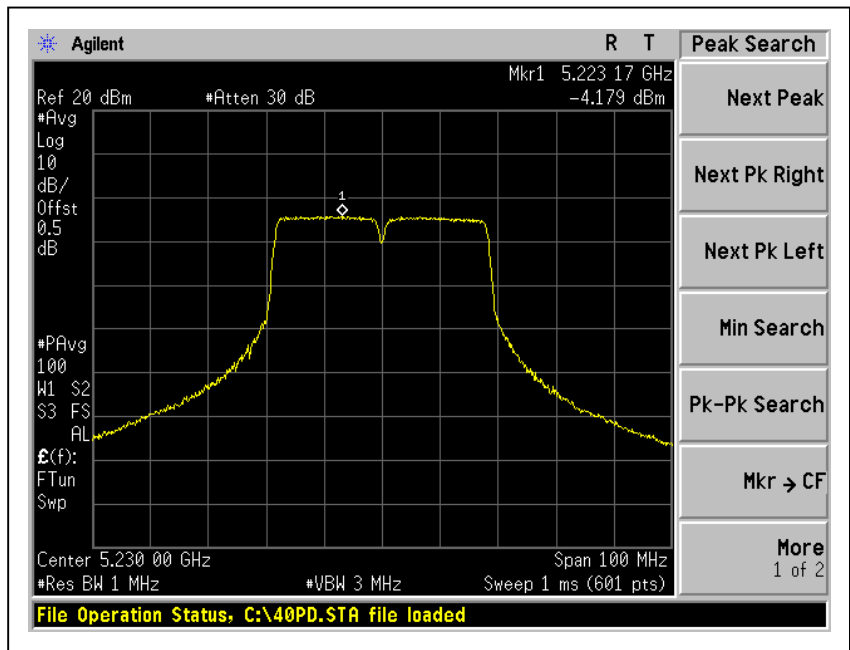 Agilent R T
Peak Search
Mkr1 5.223 17 GHz
Ref 20 dBm #Atten 30 dB -4.179 dBm
#Avg
Log
10
dB/
Offst
0.5
dB
1
#PAvg
100
W1 S2
S3 FS
AL
£(f):
FTun
Swp
Center 5.230 00 GHz Span 100 MHz
#Res BW 1 MHz #VBW 3 MHz Sweep 1 ms (601 pts)
File Operation Status, C:\40PD.STA file loaded
Next Peak
Next Pk Right
Next Pk Left
Min Search
Pk-Pk Search
Mkr → CF
More
1 of 2